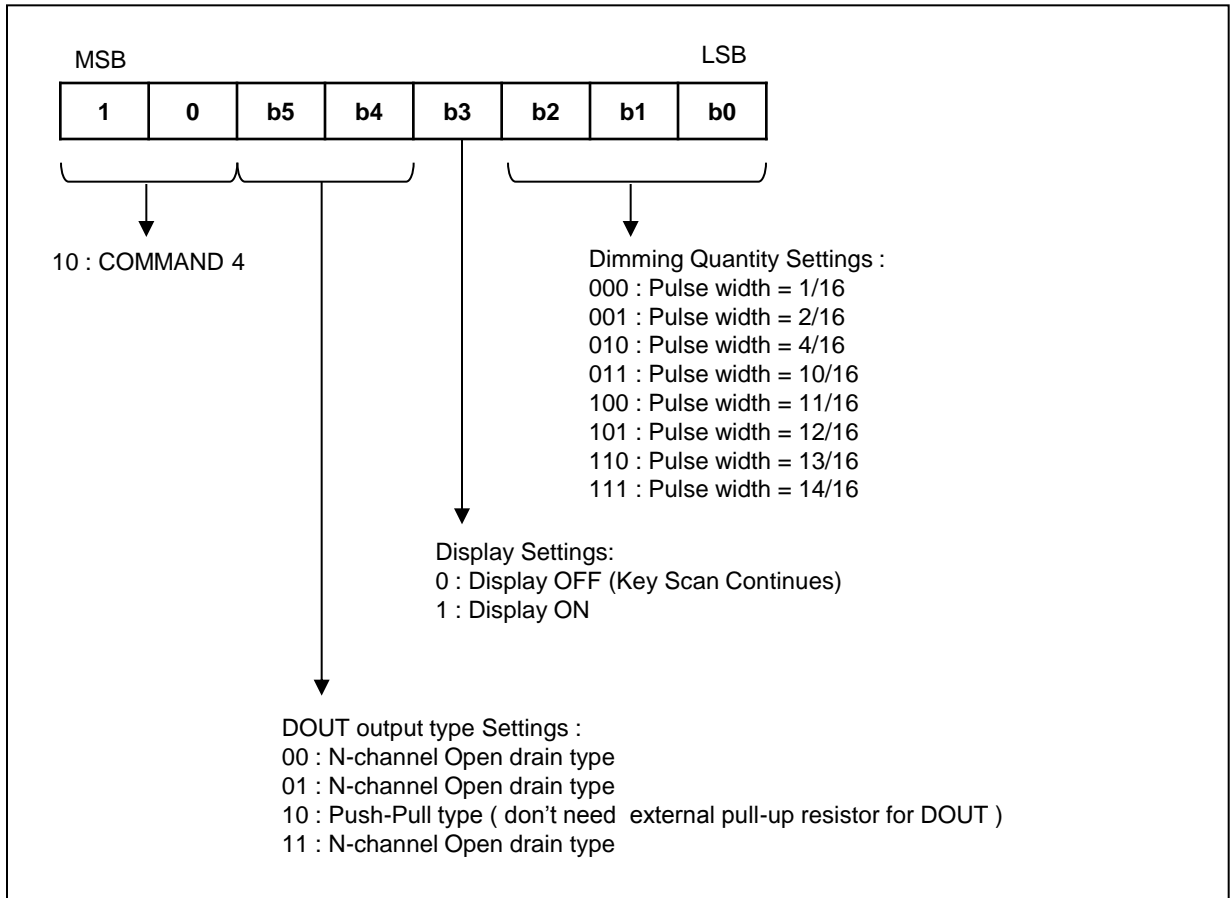 MSB
LSB
1 0 b5 b4 b3 b2 b1 b0
10 : COMMAND 4
Dimming Quantity Settings :
000 : Pulse width = 1/16
001 : Pulse width = 2/16
010 : Pulse width = 4/16
011 : Pulse width = 10/16
100 : Pulse width = 11/16
101 : Pulse width = 12/16
110 : Pulse width = 13/16
111 : Pulse width = 14/16
Display Settings:
0 : Display OFF (Key Scan Continues)
1 : Display ON
DOUT output type Settings :
00 : N-channel Open drain type
01 : N-channel Open drain type
10 : Push-Pull type ( don’t need external pull-up resistor for DOUT )
11 : N-channel Open drain type